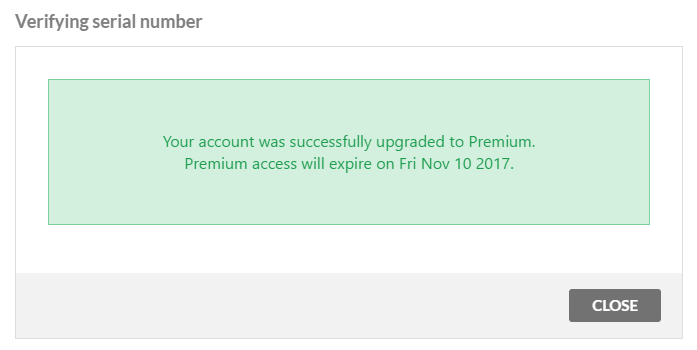 Verifying serial number
Your account was successfully upgraded to Premium.
Premium access will expire on Fri Nov 10 2017.
CLOSE